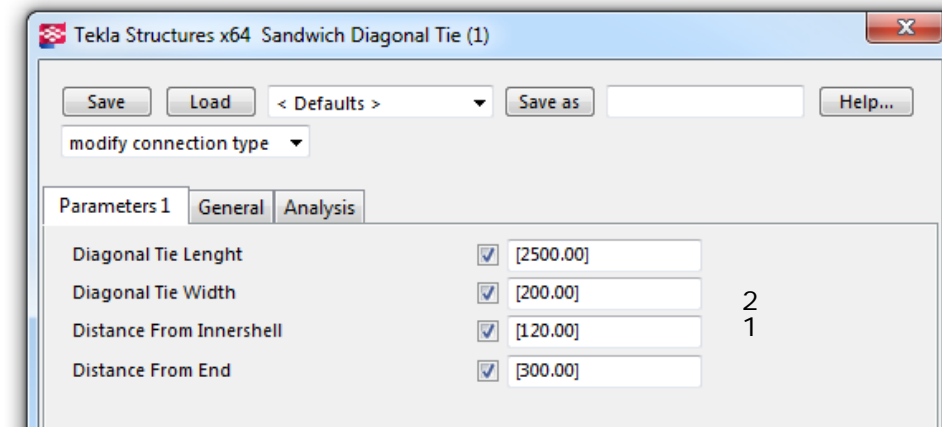 Tekla Structures x64 Sandwich Diagonal Tie (1)
Save Load < Defaults > Save as Help...
modify connection type
Parameters 1 General Analysis
Diagonal Tie Lenght [2500.00]
Diagonal Tie Width [200.00] 2
Distance From Innershell [120.00] 1
Distance From End [300.00]